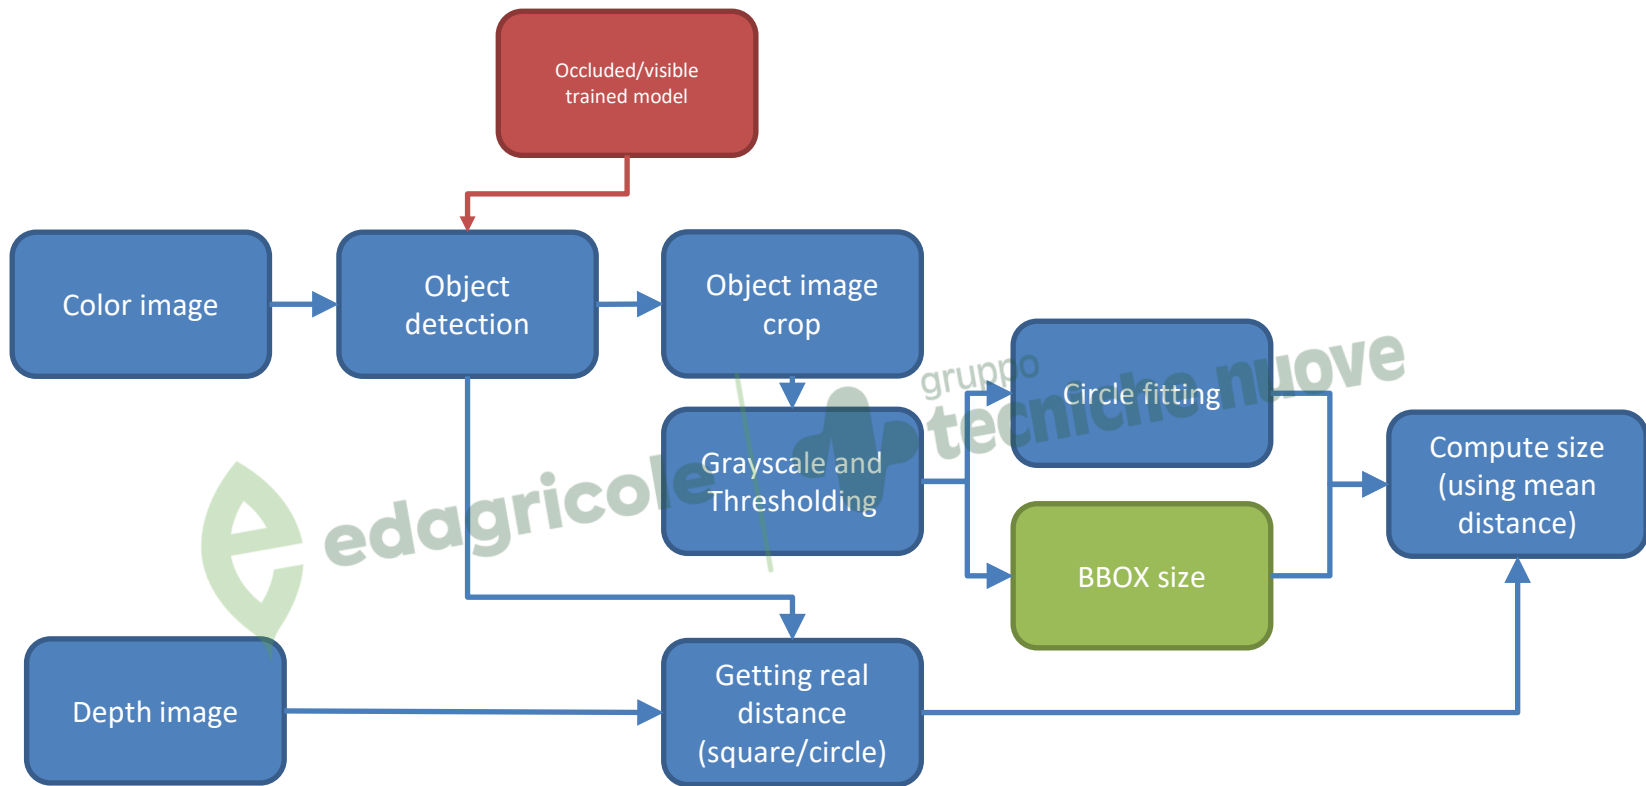 Occluded/visible
trained model
Color image
Object
detection
Object image
crop
Circle fitting
Grayscale and
Thresholding
BBOX size
Compute size
(using mean
distance)
Depth image
Getting real
distance
(square/circle)
edagricole
gruppo
tecniche nuove